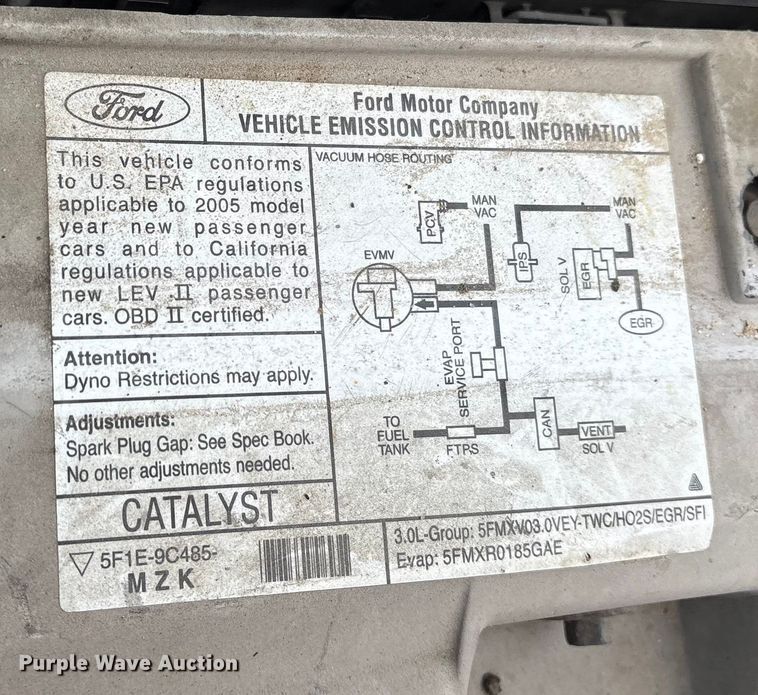 Ford
Ford Motor Company
VEHICLE EMISSION CONTROL INFORMATION
This vehicle conforms
to U.S. EPA regulations
applicable to 2005 model
year new passenger
cars and to California
regulations applicable to
new LEV II passenger
cars. OBD II certified.
Attention:
Dyno Restrictions may apply.
Adjustments:
Spark Plug Gap: See Spec Book.
No other adjustments needed.
CATALYST
5F1E-9C485-
MZK
VACUUM HOSE ROUTING
PCV
MAN
VAC
IPS
MAN
VAC
EVMV
SOL V
EGR
EGR
EVAP
SERVICE PORT
TO
FUEL
TANK
FTPS
CAN
VENT
SOL V
3.0L-Group: 5FMXV03.0VEY-TWC/HO2S/EGR/SFI
Evap: 5FMXR0185GAE
Purple Wave Auction